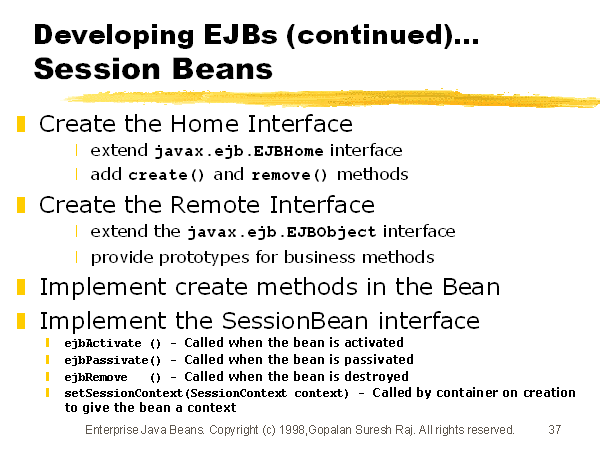 Developing EJBs (continued)...
Session Beans
Create the Home Interface
extend javax.ejb.EJBHome interface
add create() and remove() methods
Create the Remote Interface
extend the javax.ejb.EJBObject interface
provide prototypes for business methods
Implement create methods in the Bean
Implement the SessionBean interface
ejbActivate () - Called when the bean is activated
ejbPassivate() - Called when the bean is passivated
ejbRemove () - Called when the bean is destroyed
setSessionContext(SessionContext context) - Called by container on creation
to give the bean a context
Enterprise Java Beans. Copyright (c) 1998,Gopalan Suresh Raj. All rights reserved. 37